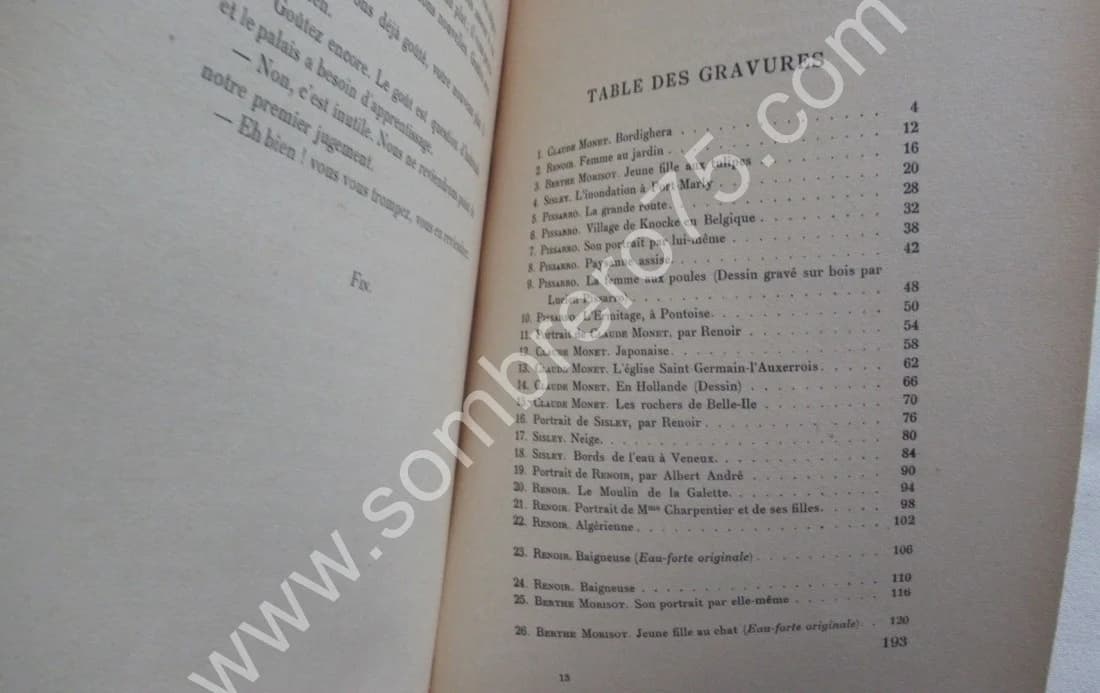 en.
Goûtez encore. Le goût est question d'habitude
et le palais a besoin d'apprentissage.
— Non, c'est inutile. Nous ne reviendrons point à
notre premier jugement.
— Eh bien ! vous vous trompez, vous en reviendrez.
Fin.
TABLE DES GRAVURES
1. Claude Monet. Bordighera . . . 4
2. Renoir. Femme au jardin . . . 12
3. Berthe Morisot. Jeune fille aux tulipes . . . 16
4. Sisley. L'inondation à Port-Marly . . . 20
5. Pissarro. La grande route . . . 28
6. Pissarro. Village de Knocke en Belgique . . . 32
7. Pissarro. Son portrait par lui-même . . . 38
8. Pissarro. Paysanne assise . . . 42
9. Pissarro. La femme aux poules (Dessin gravé sur bois par
Lucien Pissarro) . . . 48
10. Pissarro. L'Ermitage, à Pontoise . . . 50
11. Portrait de Claude Monet, par Renoir . . . 54
12. Claude Monet. Japonaise . . . 58
13. Claude Monet. L'église Saint Germain-l'Auxerrois . . . 62
14. Claude Monet. En Hollande (Dessin) . . . 66
15. Claude Monet. Les rochers de Belle-Ile . . . 70
16. Portrait de Sisley, par Renoir . . . 76
17. Sisley. Neige . . . 80
18. Sisley. Bords de l'eau à Veneux . . . 84
19. Portrait de Renoir, par Albert André . . . 90
20. Renoir. Le Moulin de la Galette . . . 94
21. Renoir. Portrait de Mme Charpentier et de ses filles. 98
22. Renoir. Algérienne . . . 102
23. Renoir. Baigneuse (Eau-forte originale) . . . 106
24. Renoir. Baigneuse . . . 110
25. Berthe Morisot. Son portrait par elle-même . . . 116
26. Berthe Morisot. Jeune fille au chat (Eau-forte originale) . . 120
193
13
www.sombrero75.com